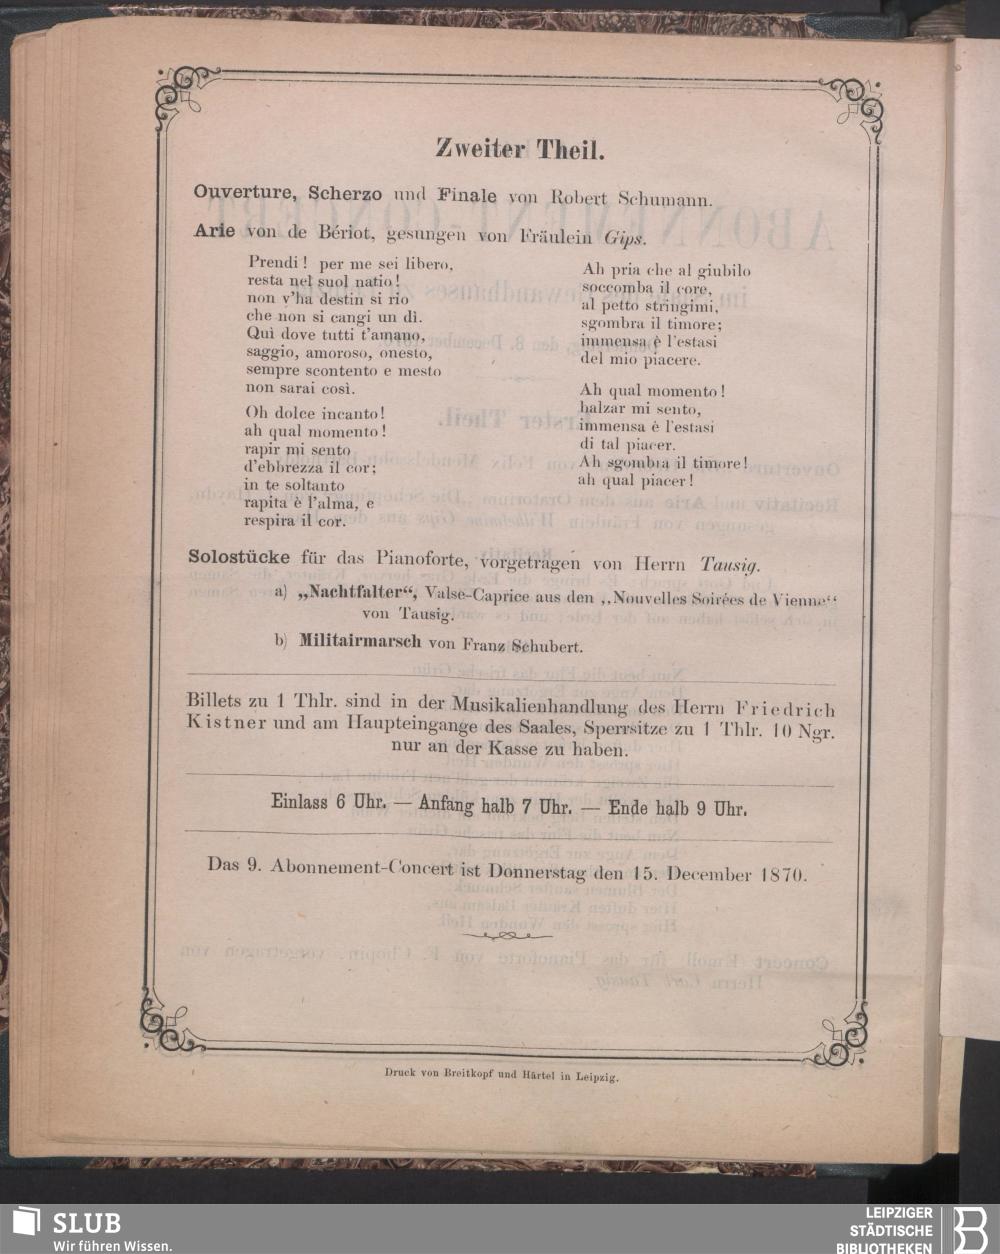 Zweiter Theil.
Ouverture, Scherzo und Finale von Robert Schumann.
Arie von de Bériot, gesungen von Fräulein Gips.
Prendi! per me sei libero,
resta nel suol natio!
non v'ha destin si rio
che non si cangi un dì.
Quì dove tutti t'amano,
saggio, amoroso, onesto,
sempre scontento e mesto
non sarai così.
Oh dolce incanto!
ah qual momento!
rapir mi sento
d'ebbrezza il cor;
in te soltanto
rapita è l'alma, e
respira il cor.
Ah pria che al giubilo
soccomba il core,
al petto stringimi,
sgombra il timore;
immensa è l'estasi
del mio piacere.
Ah qual momento!
balzar mi sento,
immensa è l'estasi
di tal piacer.
Ah sgombra il timore!
ah qual piacer!
Solostücke für das Pianoforte, vorgetragen von Herrn Tausig.
a) „Nachtfalter“, Valse-Caprice aus den „Nouvelles Soirées de Vienne“
von Tausig.
b) Militairmarsch von Franz Schubert.
Billets zu 1 Thlr. sind in der Musikalienhandlung des Herrn Friedrich
Kistner und am Haupteingange des Saales, Sperrsitze zu 1 Thlr. 10 Ngr.
nur an der Kasse zu haben.
Einlass 6 Uhr. — Anfang halb 7 Uhr. — Ende halb 9 Uhr.
Das 9. Abonnement-Concert ist Donnerstag den 15. December 1870.
Druck von Breitkopf und Härtel in Leipzig.
SLUB
Wir führen Wissen.
LEIPZIGER
STÄDTISCHE
BIBLIOTHEKEN